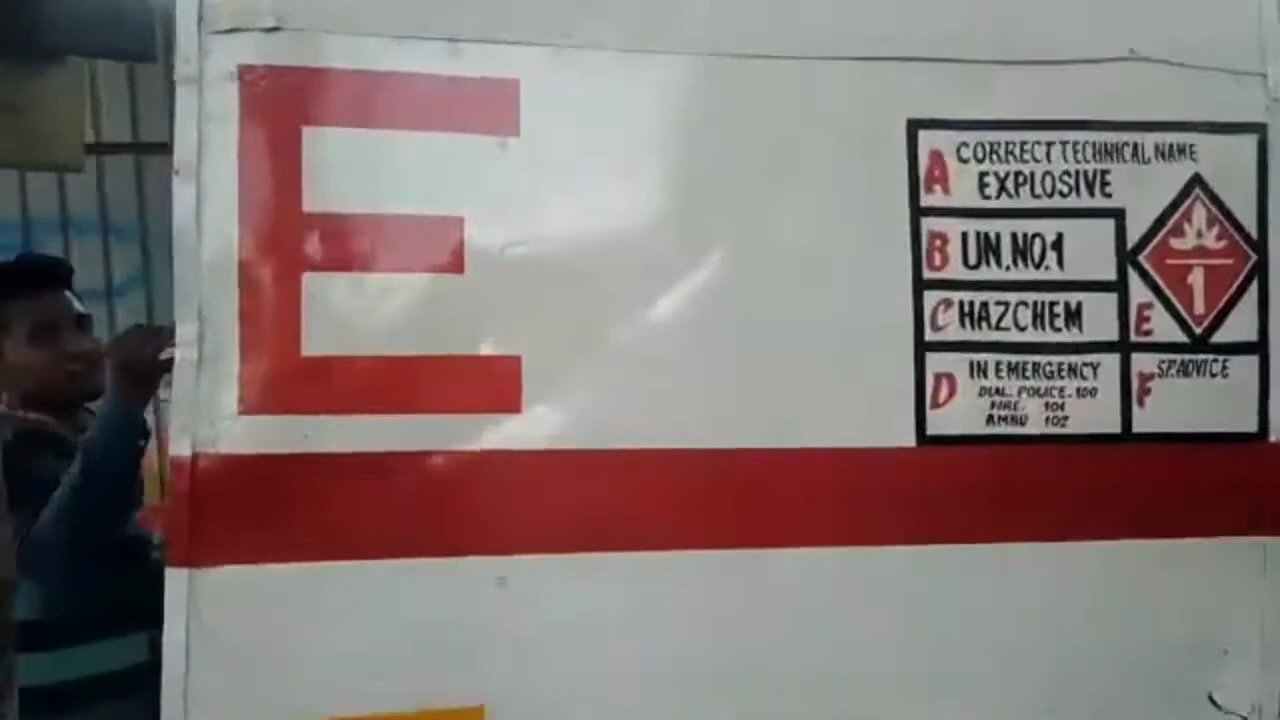 E
A CORRECT TECHNICAL NAME
EXPLOSIVE
B UN.NO.1
C HAZCHEM
1
E
D IN EMERGENCY
DIAL. POLICE. 100
FIRE. 101
AMBU 102
F SP.ADVICE